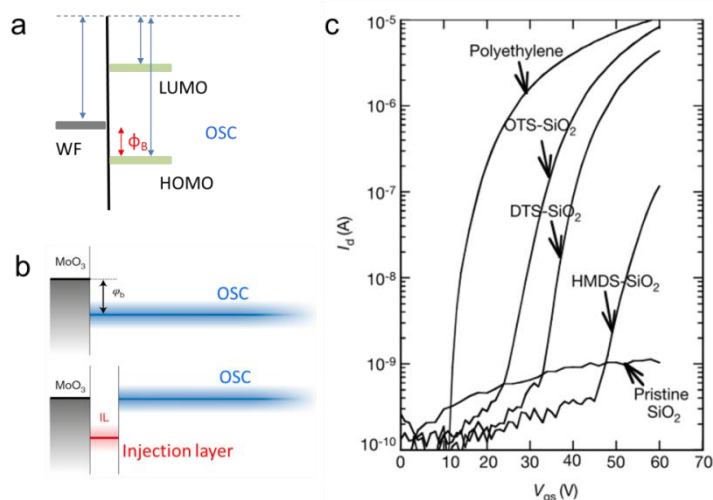 a
LUMO
WF
ϕB
OSC
HOMO
b
MoO3
φb
OSC
MoO3
OSC
IL
Injection layer
c
10-5
10-6
10-7
10-8
10-9
10-10
Id (A)
Polyethylene
OTS-SiO2
DTS-SiO2
HMDS-SiO2
Pristine
SiO2
0 10 20 30 40 50 60 70
Vgs (V)